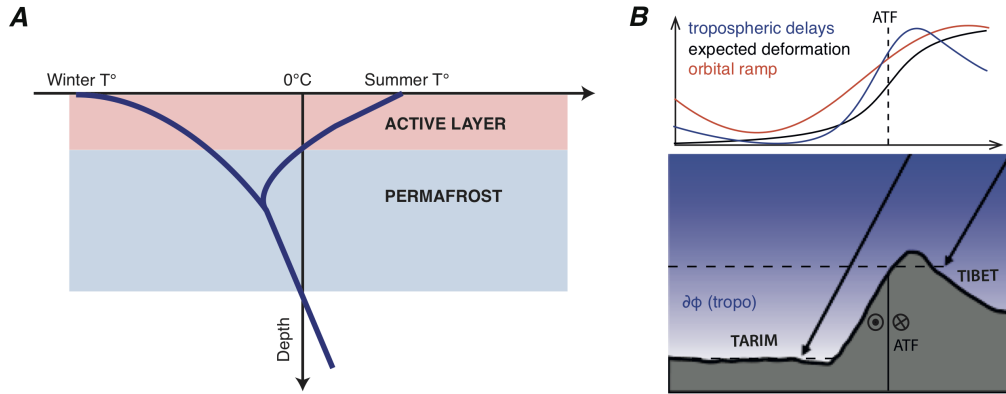 A
Winter T°
0°C
Summer T°
ACTIVE LAYER
PERMAFROST
Depth
B
ATF
tropospheric delays
expected deformation
orbital ramp
∂φ (tropo)
TIBET
TARIM
ATF